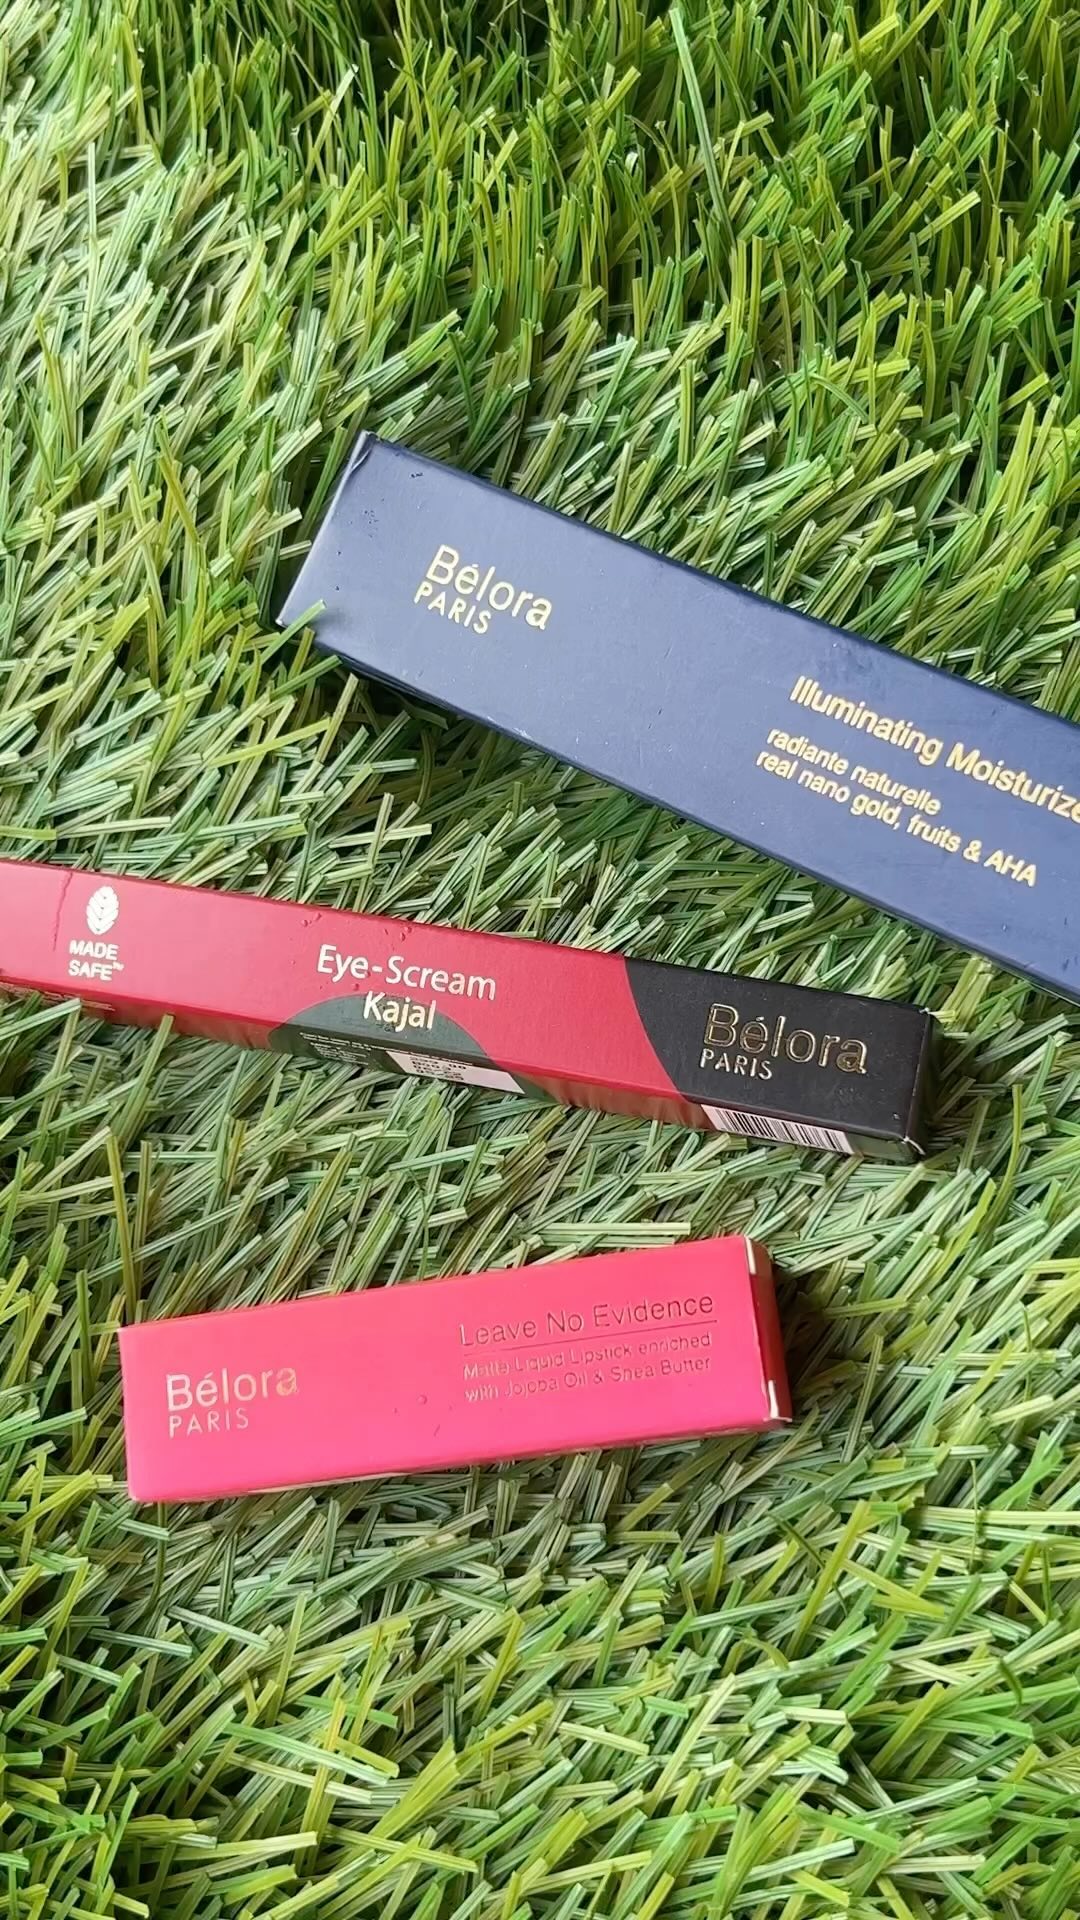 Bélora
PARIS
Illuminating Moisturize
radiante naturelle
real nano gold, fruits & AHA
MADE
SAFE™
Eye-Scream
Kajal
Bélora
PARIS
Leave No Evidence
Matte Liquid Lipstick enriched
with Jojoba Oil & Shea Butter
Bélora
PARIS